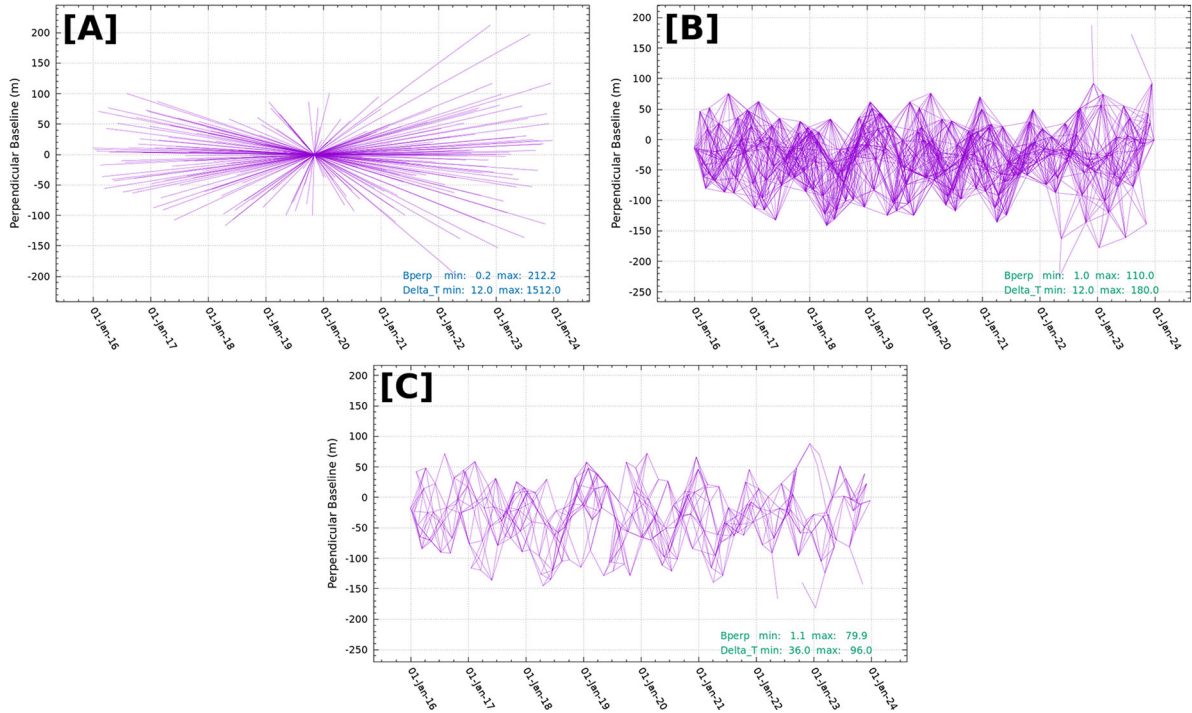 [A]
Perpendicular Baseline (m)
200
150
100
50
0
-50
-100
-150
-200
Bperp min: 0.2 max: 212.2
Delta_T min: 12.0 max: 1512.0
01-Jan-16
01-Jan-17
01-Jan-18
01-Jan-19
01-Jan-20
01-Jan-21
01-Jan-22
01-Jan-23
01-Jan-24
[B]
Perpendicular Baseline (m)
200
150
100
50
0
-50
-100
-150
-200
-250
Bperp min: 1.0 max: 110.0
Delta_T min: 12.0 max: 180.0
01-Jan-16
01-Jan-17
01-Jan-18
01-Jan-19
01-Jan-20
01-Jan-21
01-Jan-22
01-Jan-23
01-Jan-24
[C]
Perpendicular Baseline (m)
200
150
100
50
0
-50
-100
-150
-200
-250
Bperp min: 1.1 max: 79.9
Delta_T min: 36.0 max: 96.0
01-Jan-16
01-Jan-17
01-Jan-18
01-Jan-19
01-Jan-20
01-Jan-21
01-Jan-22
01-Jan-23
01-Jan-24